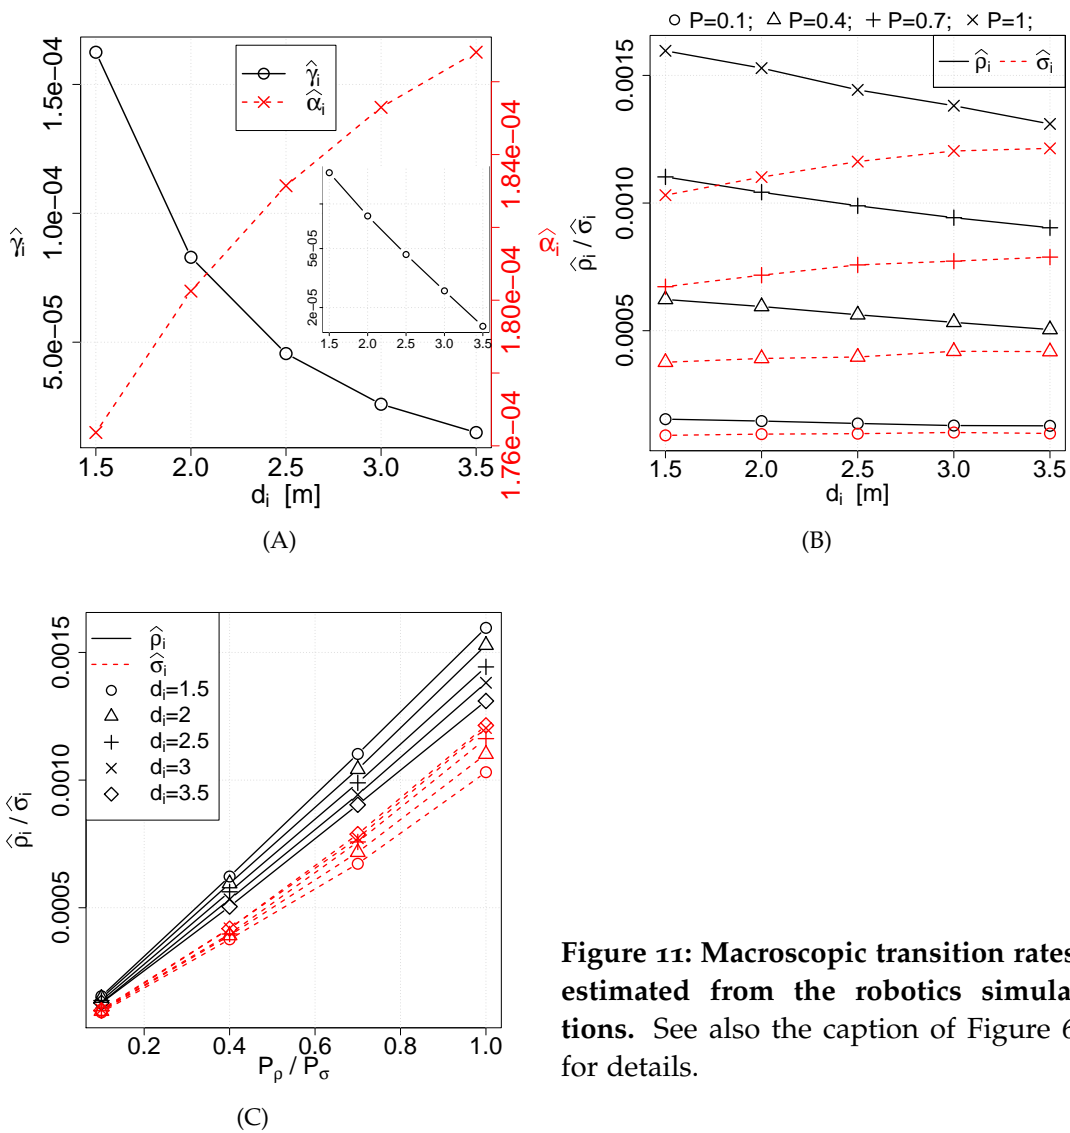 γ̂i
α̂i
1.5e−04
1.0e−04
5.0e−05
γ̂i
5e−05
2e−05
1.5 2.0 2.5 3.0 3.5
1.84e−04
1.80e−04
1.76e−04
α̂i
1.5 2.0 2.5 3.0 3.5
di [m]
(A)
P=0.1; P=0.4; P=0.7; P=1;
ρ̂i σ̂i
0.0015
0.0010
0.0005
ρ̂i / σ̂i
1.5 2.0 2.5 3.0 3.5
di [m]
(B)
ρ̂i
σ̂i
di=1.5
di=2
di=2.5
di=3
di=3.5
0.0015
0.0010
0.0005
ρ̂i / σ̂i
0.2 0.4 0.6 0.8 1.0
Pρ / Pσ
(C)
Figure 11: Macroscopic transition rates
estimated from the robotics simula
tions. See also the caption of Figure 6
for details.